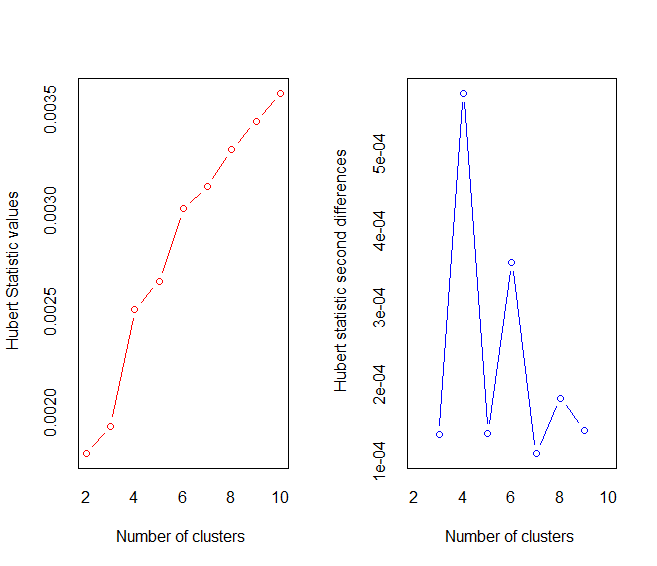 Hubert Statistic values
0.0035
0.0030
0.0025
0.0020
2 4 6 8 10
Number of clusters
Hubert statistic second differences
5e-04
4e-04
3e-04
2e-04
1e-04
2 4 6 8 10
Number of clusters